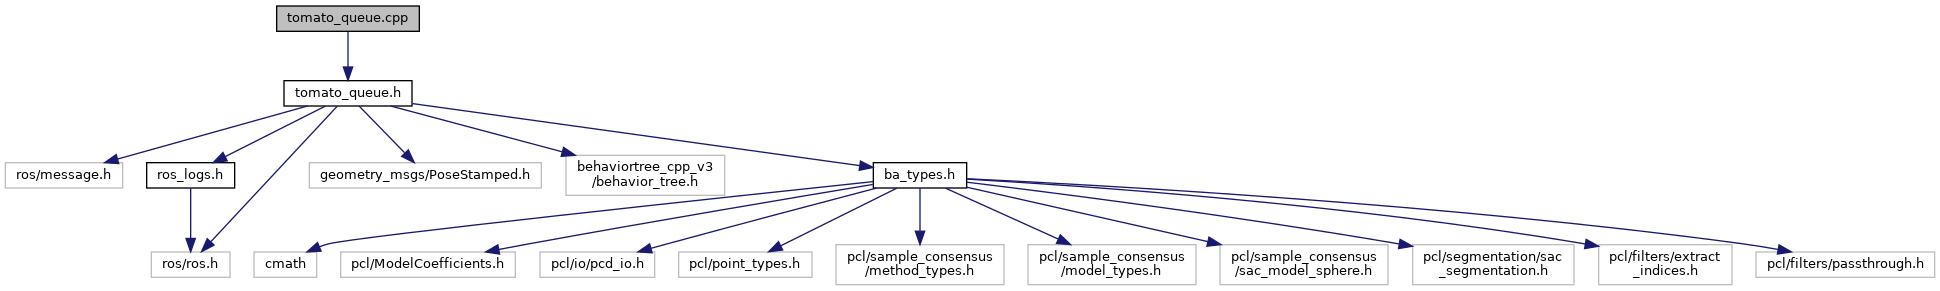 tomato_queue.cpp
tomato_queue.h
ros/message.h
ros_logs.h
geometry_msgs/PoseStamped.h
behaviortree_cpp_v3
/behavior_tree.h
ba_types.h
ros/ros.h
cmath
pcl/ModelCoefficients.h
pcl/io/pcd_io.h
pcl/point_types.h
pcl/sample_consensus
/method_types.h
pcl/sample_consensus
/model_types.h
pcl/sample_consensus
/sac_model_sphere.h
pcl/segmentation/sac
_segmentation.h
pcl/filters/extract
_indices.h
pcl/filters/passthrough.h